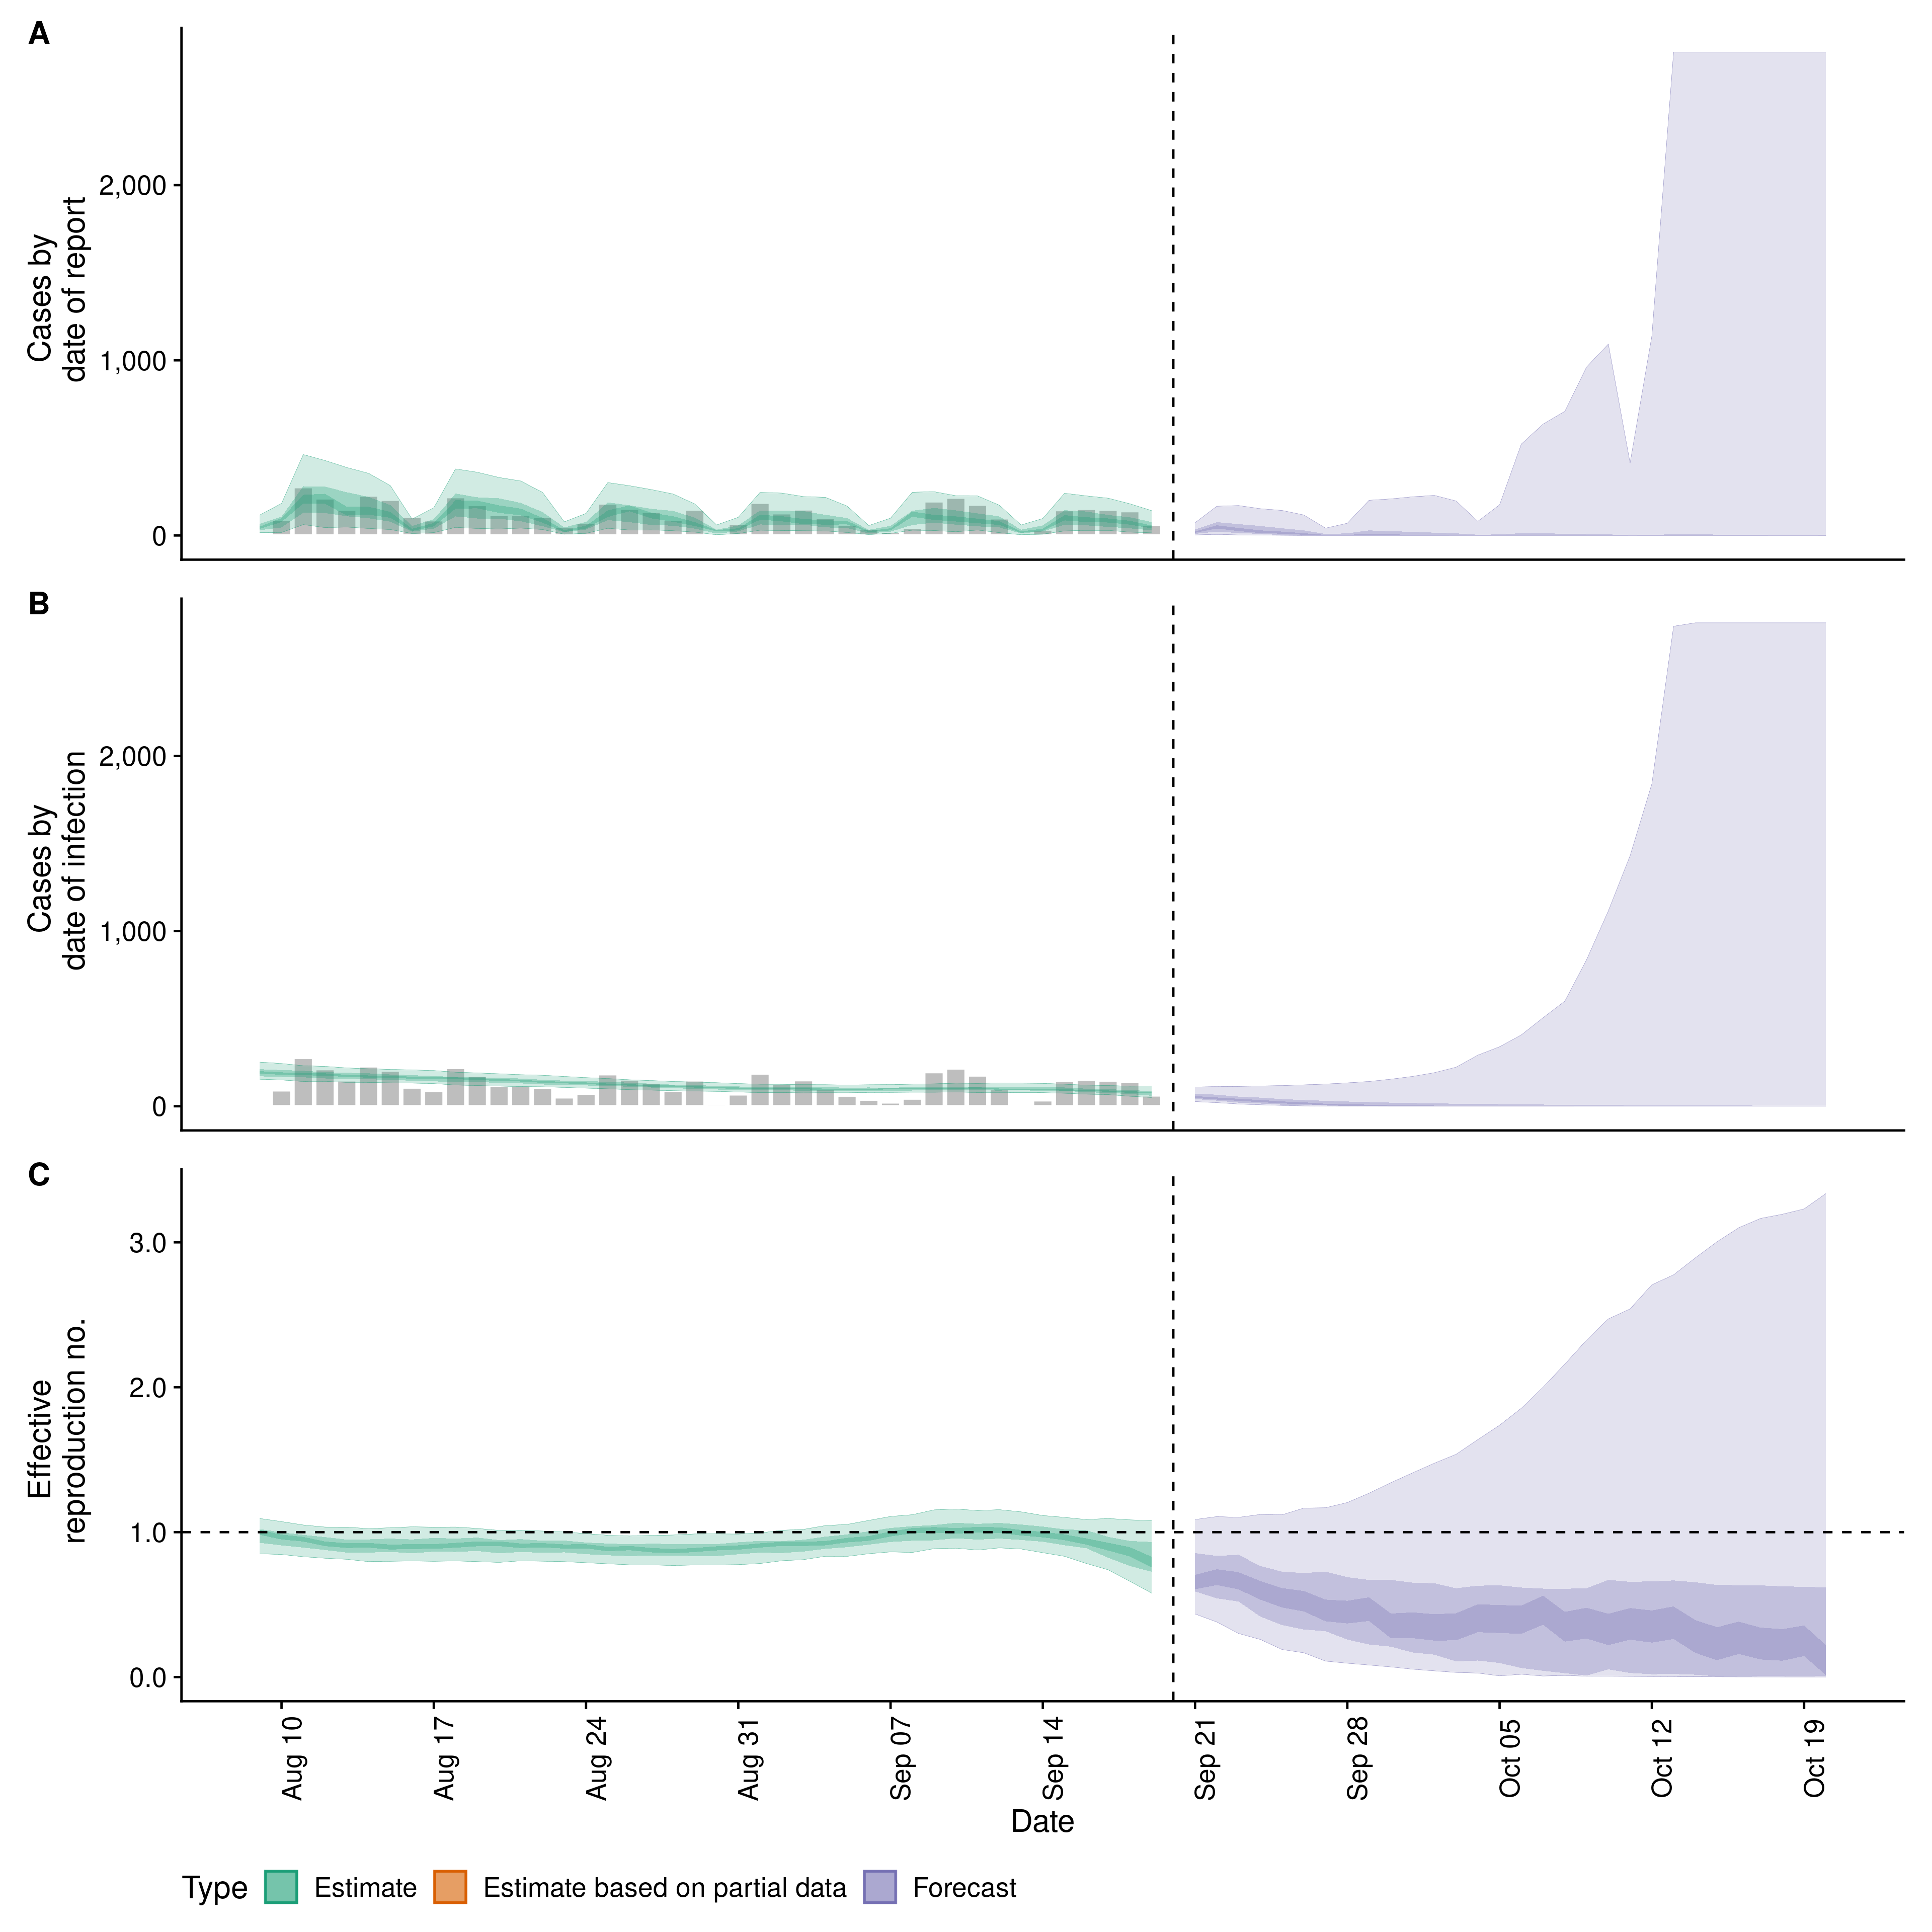 A
Cases by
date of report
2,000
1,000
0
B
Cases by
date of infection
2,000
1,000
0
C
Effective
reproduction no.
3.0
2.0
1.0
0.0
Aug 10
Aug 17
Aug 24
Aug 31
Sep 07
Sep 14
Sep 21
Sep 28
Oct 05
Oct 12
Oct 19
Date
Type Estimate Estimate based on partial data Forecast